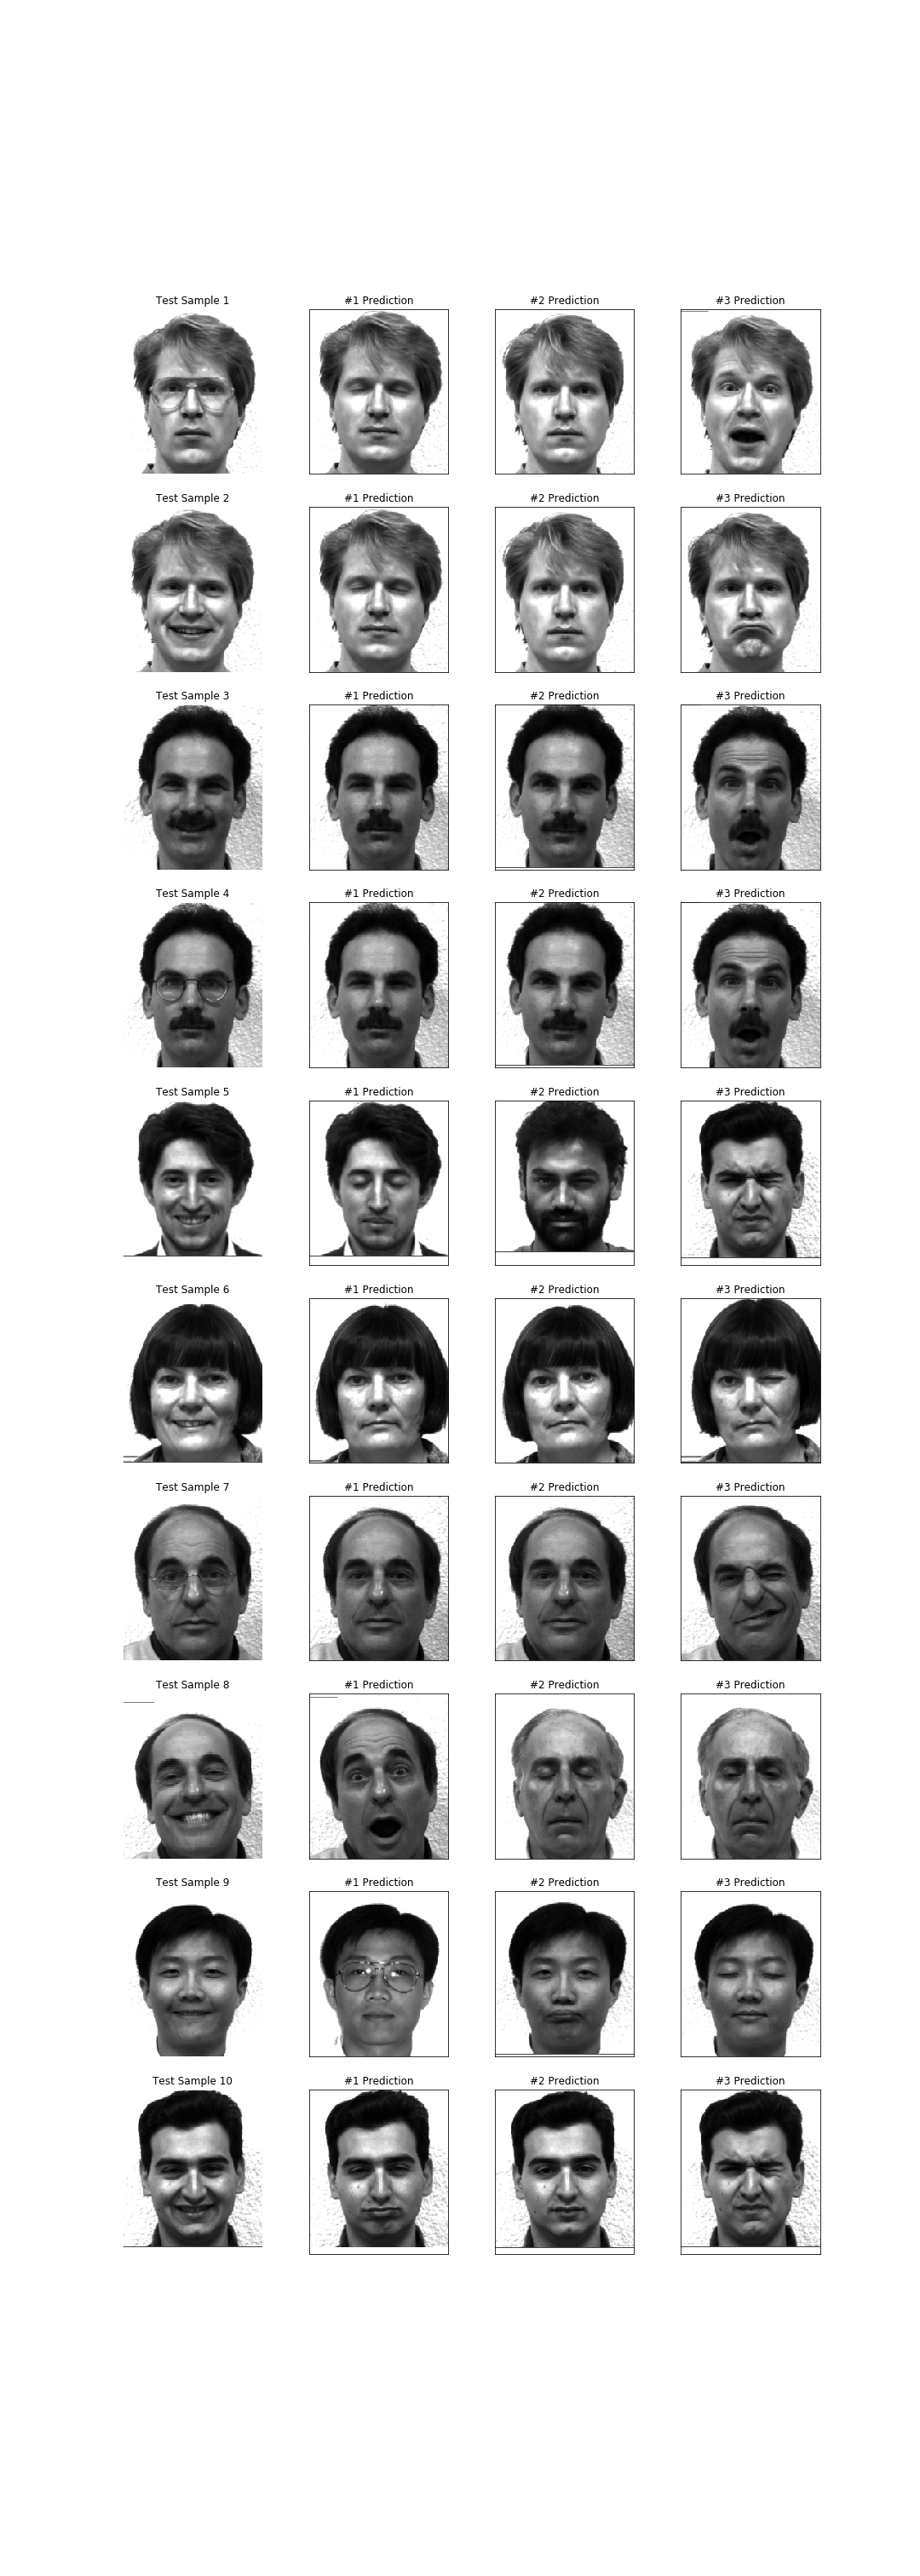 Test Sample 1 #1 Prediction #2 Prediction #3 Prediction
Test Sample 2 #1 Prediction #2 Prediction #3 Prediction
Test Sample 3 #1 Prediction #2 Prediction #3 Prediction
Test Sample 4 #1 Prediction #2 Prediction #3 Prediction
Test Sample 5 #1 Prediction #2 Prediction #3 Prediction
Test Sample 6 #1 Prediction #2 Prediction #3 Prediction
Test Sample 7 #1 Prediction #2 Prediction #3 Prediction
Test Sample 8 #1 Prediction #2 Prediction #3 Prediction
Test Sample 9 #1 Prediction #2 Prediction #3 Prediction
Test Sample 10 #1 Prediction #2 Prediction #3 Prediction